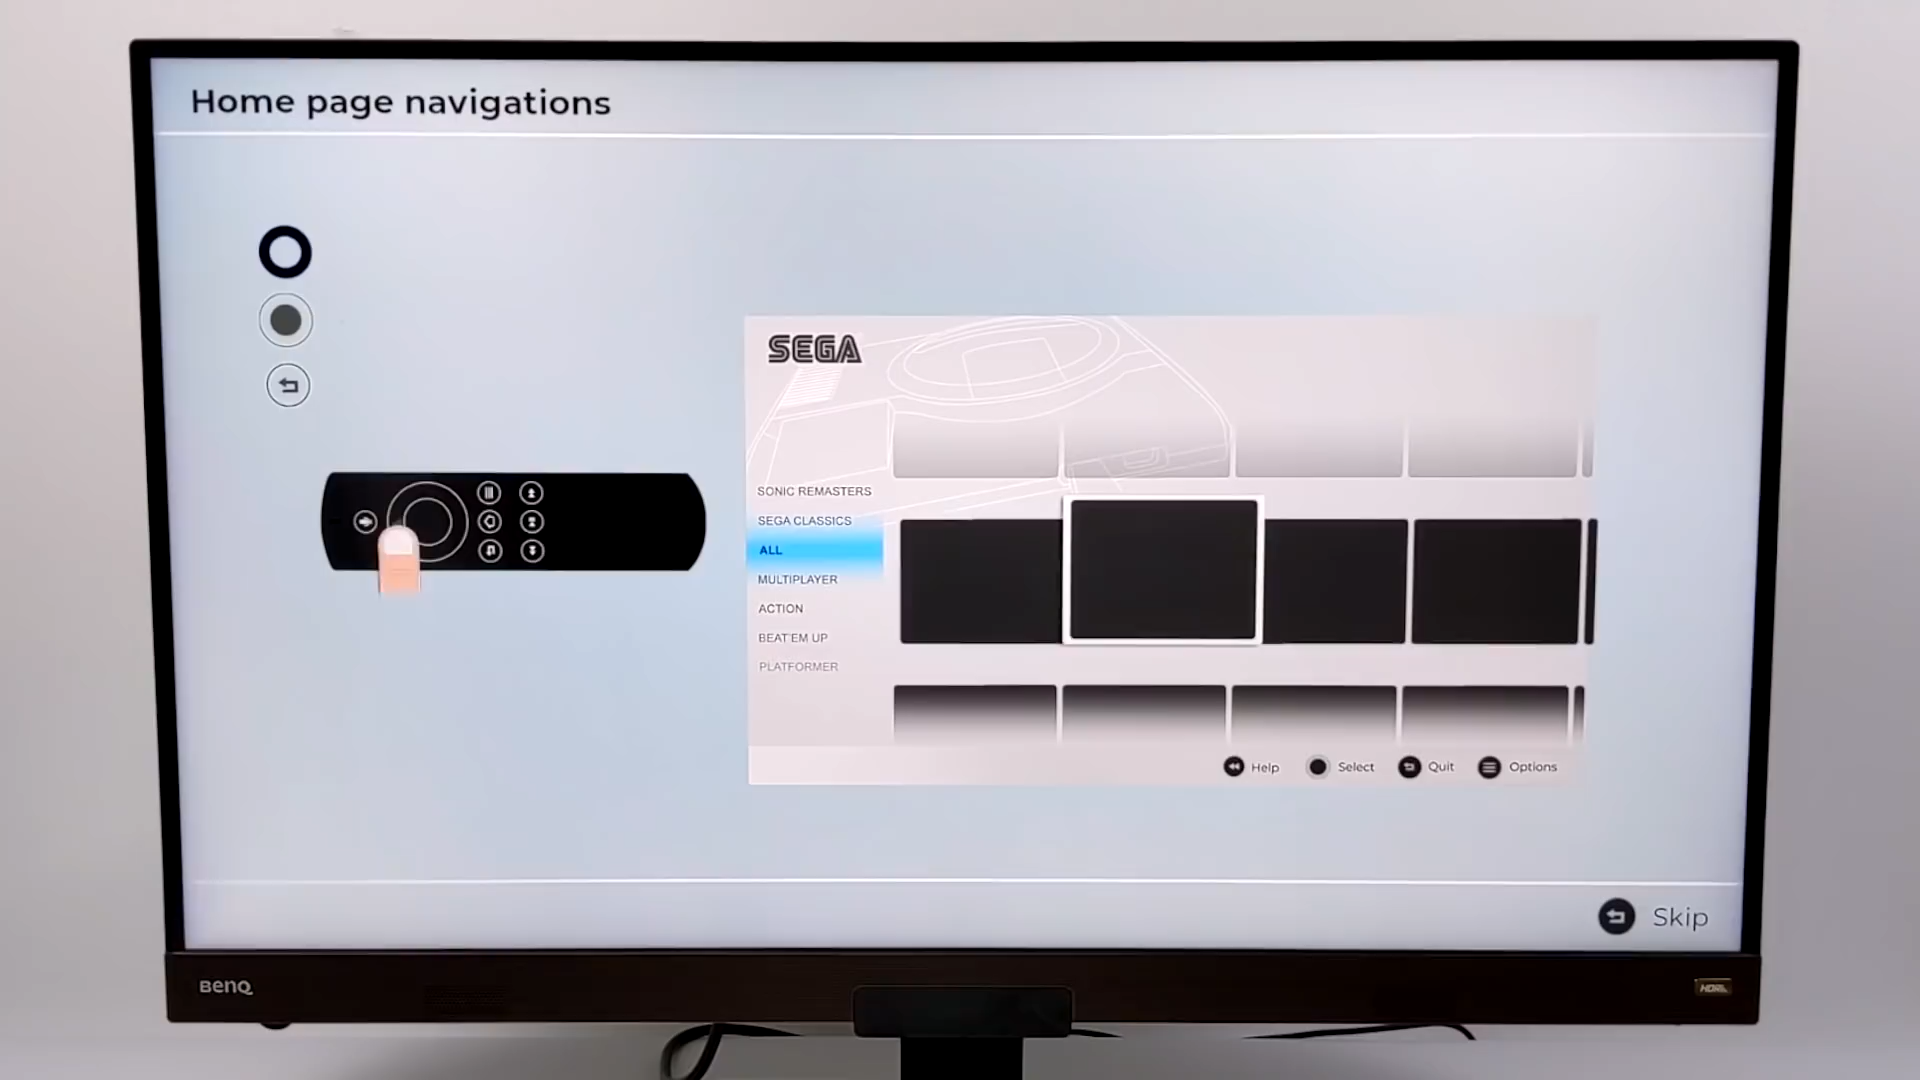 Home page navigations
SEGA
SONIC REMASTERS
SEGA CLASSICS
ALL
MULTIPLAYER
ACTION
BEAT'EM UP
PLATFORMER
Help
Select
Quit
Options
Skip
BenQ
HDRi